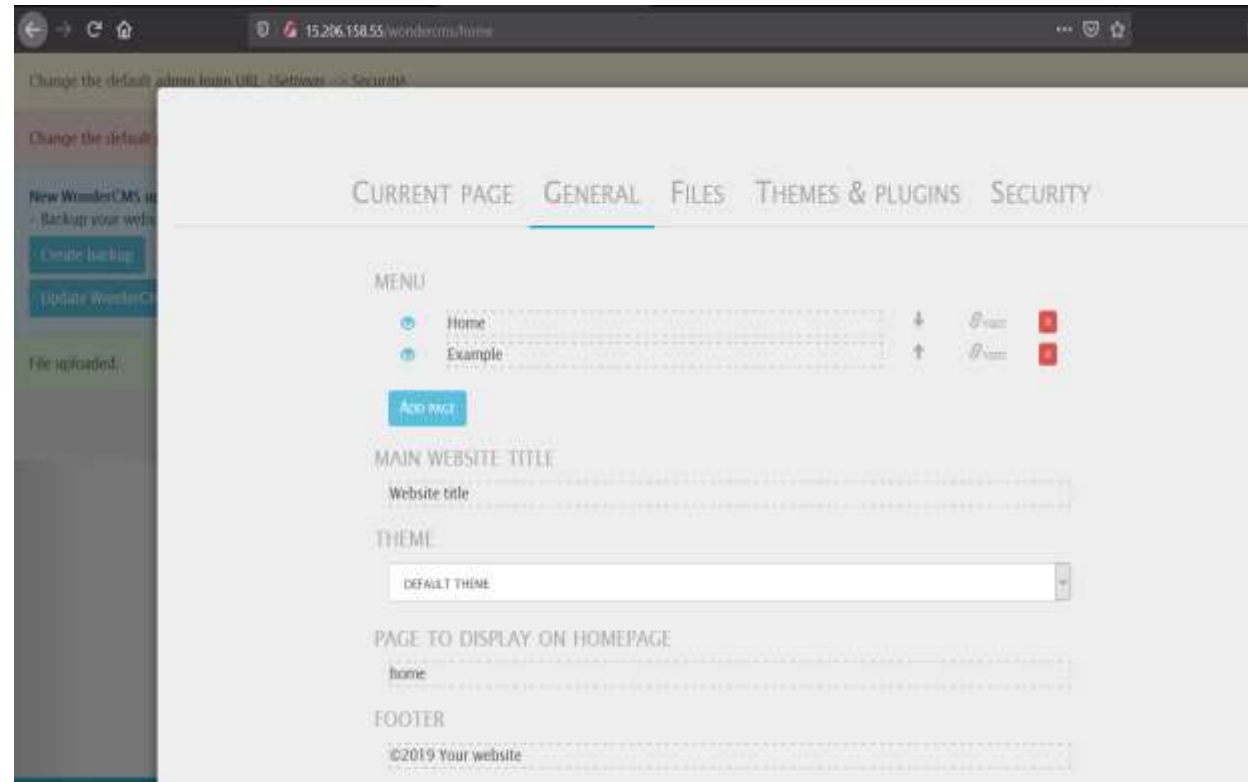 15.206.158.55/wondercms/home
Change the default admin login URL. (Settings -> Security)
Change the default
New WonderCMS up
- Backup your webs
Create backup
Update WonderCM
File uploaded.
CURRENT PAGE GENERAL FILES THEMES & PLUGINS SECURITY
MENU
Home
Example
ADD PAGE
MAIN WEBSITE TITLE
Website title
THEME
DEFAULT THEME
PAGE TO DISPLAY ON HOMEPAGE
home
FOOTER
©2019 Your website